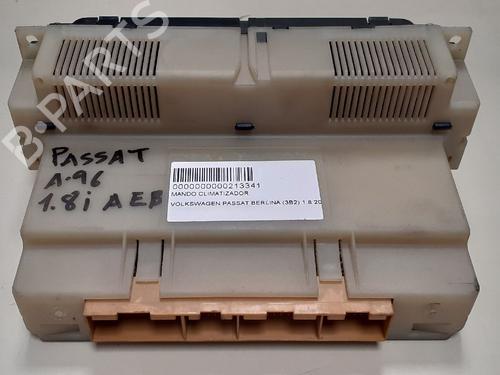 B-PARTS
PASSAT
A-96
1.8i AEB
0000000000213341
MANDO CLIMATIZADOR
VOLKSWAGEN PASSAT BERLINA (3B2) 1.8 20